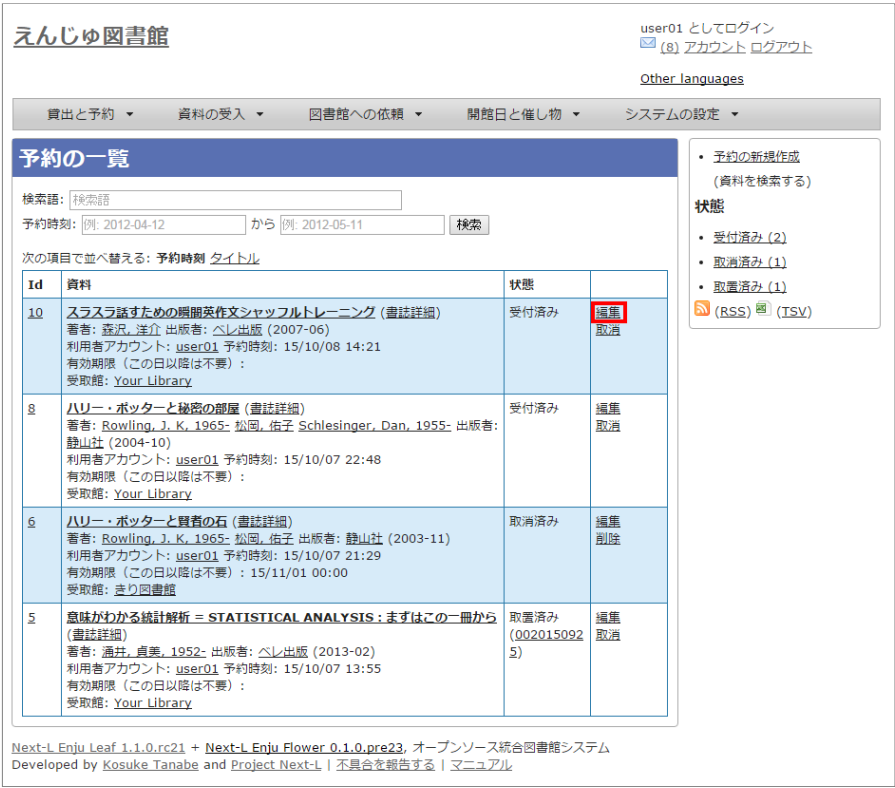 えんじゅ図書館
user01 としてログイン
(8) アカウント ログアウト
Other languages
貸出と予約 ▼ 資料の受入 ▼ 図書館への依頼 ▼ 開館日と催し物 ▼ システムの設定 ▼
予約の一覧
検索語: 検索語
予約時刻: 例: 2012-04-12 から 例: 2012-05-11 検索
次の項目で並べ替える: 予約時刻 タイトル
Id 資料 状態
10 スラスラ話すための瞬間英作文シャッフルトレーニング (書誌詳細) 受付済み 編集
著者: 森沢, 洋介 出版者: ベレ出版 (2007-06) 取消
利用者アカウント: user01 予約時刻: 15/10/08 14:21
有効期限（この日以降は不要）:
受取館: Your Library
8 ハリー・ポッターと秘密の部屋 (書誌詳細) 受付済み 編集
著者: Rowling, J. K, 1965- 松岡, 佑子 Schlesinger, Dan, 1955- 出版者: 取消
静山社 (2004-10)
利用者アカウント: user01 予約時刻: 15/10/07 22:48
有効期限（この日以降は不要）:
受取館: Your Library
6 ハリー・ポッターと賢者の石 (書誌詳細) 取消済み 編集
著者: Rowling, J. K, 1965- 松岡, 佑子 出版者: 静山社 (2003-11) 削除
利用者アカウント: user01 予約時刻: 15/10/07 21:29
有効期限（この日以降は不要）: 15/11/01 00:00
受取館: きり図書館
5 意味がわかる統計解析 = STATISTICAL ANALYSIS : まずはこの一冊から 取置済み 編集
(書誌詳細) (002015092 取消
著者: 涌井, 貞美, 1952- 出版者: ベレ出版 (2013-02) 5)
利用者アカウント: user01 予約時刻: 15/10/07 13:55
有効期限（この日以降は不要）:
受取館: Your Library
• 予約の新規作成
(資料を検索する)
状態
• 受付済み (2)
• 取消済み (1)
• 取置済み (1)
(RSS) (TSV)
Next-L Enju Leaf 1.1.0.rc21 + Next-L Enju Flower 0.1.0.pre23, オープンソース統合図書館システム
Developed by Kosuke Tanabe and Project Next-L | 不具合を報告する | マニュアル